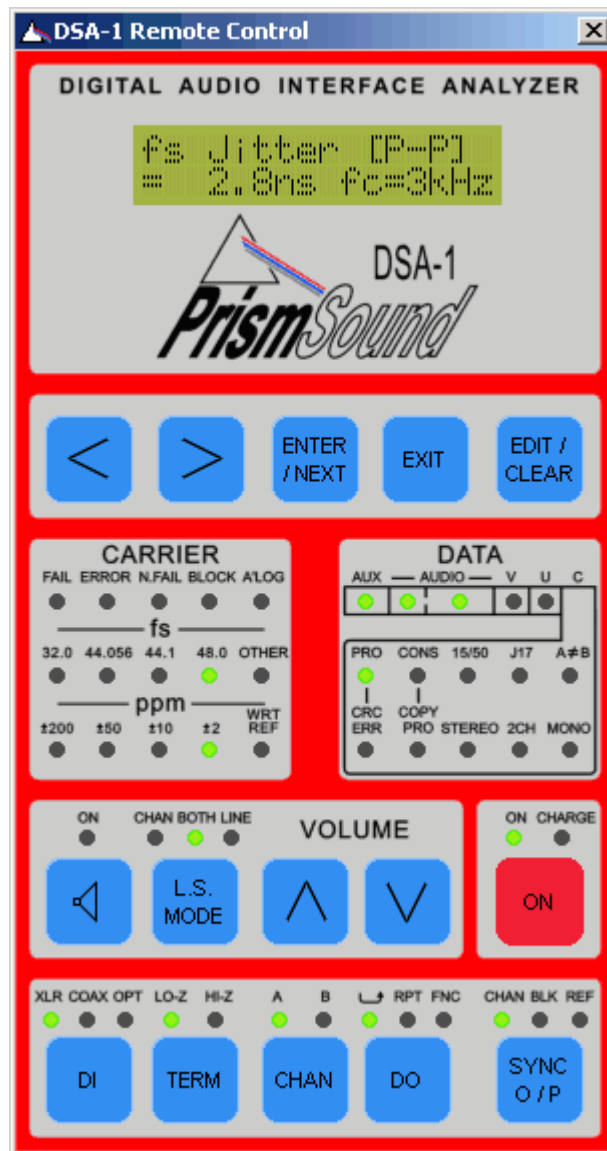 DSA-1 Remote Control
DIGITAL AUDIO INTERFACE ANALYZER
fs Jitter [P-P]
= 2.8ns fc=3kHz
DSA-1
PrismSound
< > ENTER / NEXT EXIT EDIT / CLEAR
CARRIER
FAIL ERROR N.FAIL BLOCK A'LOG
fs
32.0 44.056 44.1 48.0 OTHER
ppm
±200 ±50 ±10 ±2 WRT REF
DATA
AUX AUDIO V U C
PRO CONS 15/50 J17 A≠B
CRC ERR COPY PRO STEREO 2CH MONO
ON CHAN BOTH LINE VOLUME
L.S. MODE
ON CHARGE
ON
XLR COAX OPT LO-Z HI-Z A B RPT FNC CHAN BLK REF
DI TERM CHAN DO SYNC O / P